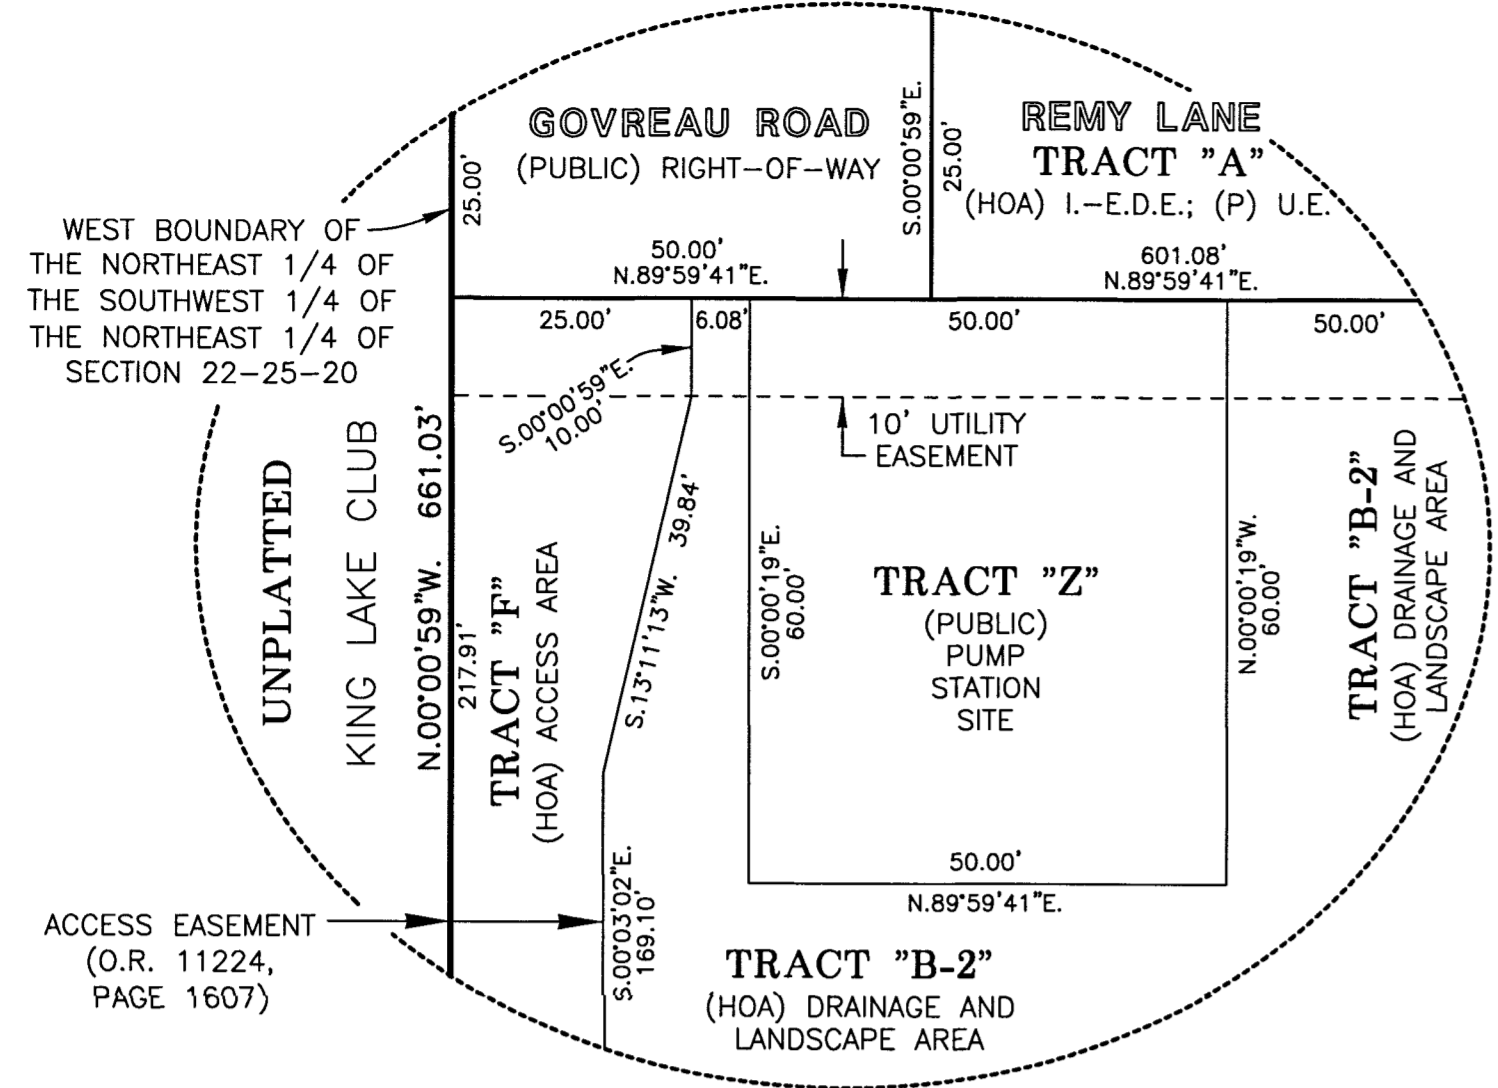 GOVREAU ROAD
(PUBLIC) RIGHT-OF-WAY
25.00'
S.00°00'59"E.
25.00'
REMY LANE
TRACT "A"
(HOA) I.-E.D.E.; (P) U.E.
50.00'
N.89°59'41"E.
601.08'
N.89°59'41"E.
WEST BOUNDARY OF
THE NORTHEAST 1/4 OF
THE SOUTHWEST 1/4 OF
THE NORTHEAST 1/4 OF
SECTION 22-25-20
25.00'
6.08'
50.00'
50.00'
S.00°00'59"E.
10.00'
10' UTILITY
EASEMENT
UNPLATTED
KING LAKE CLUB
N.00°00'59"W. 661.03'
217.91'
TRACT "F"
(HOA) ACCESS AREA
S.13°11'13"W. 39.84'
S.00°00'19"E.
60.00'
TRACT "Z"
(PUBLIC)
PUMP
STATION
SITE
N.00°00'19"W.
60.00'
TRACT "B-2"
(HOA) DRAINAGE AND
LANDSCAPE AREA
50.00'
N.89°59'41"E.
ACCESS EASEMENT
(O.R. 11224,
PAGE 1607)
S.00°03'02"E.
169.10'
TRACT "B-2"
(HOA) DRAINAGE AND
LANDSCAPE AREA